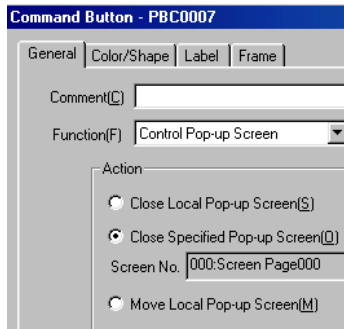 Command Button - PBC0007
General Color/Shape Label Frame
Comment(C)
Function(F) Control Pop-up Screen
Action
Close Local Pop-up Screen(S)
Close Specified Pop-up Screen(O)
Screen No. 000:Screen Page000
Move Local Pop-up Screen(M)